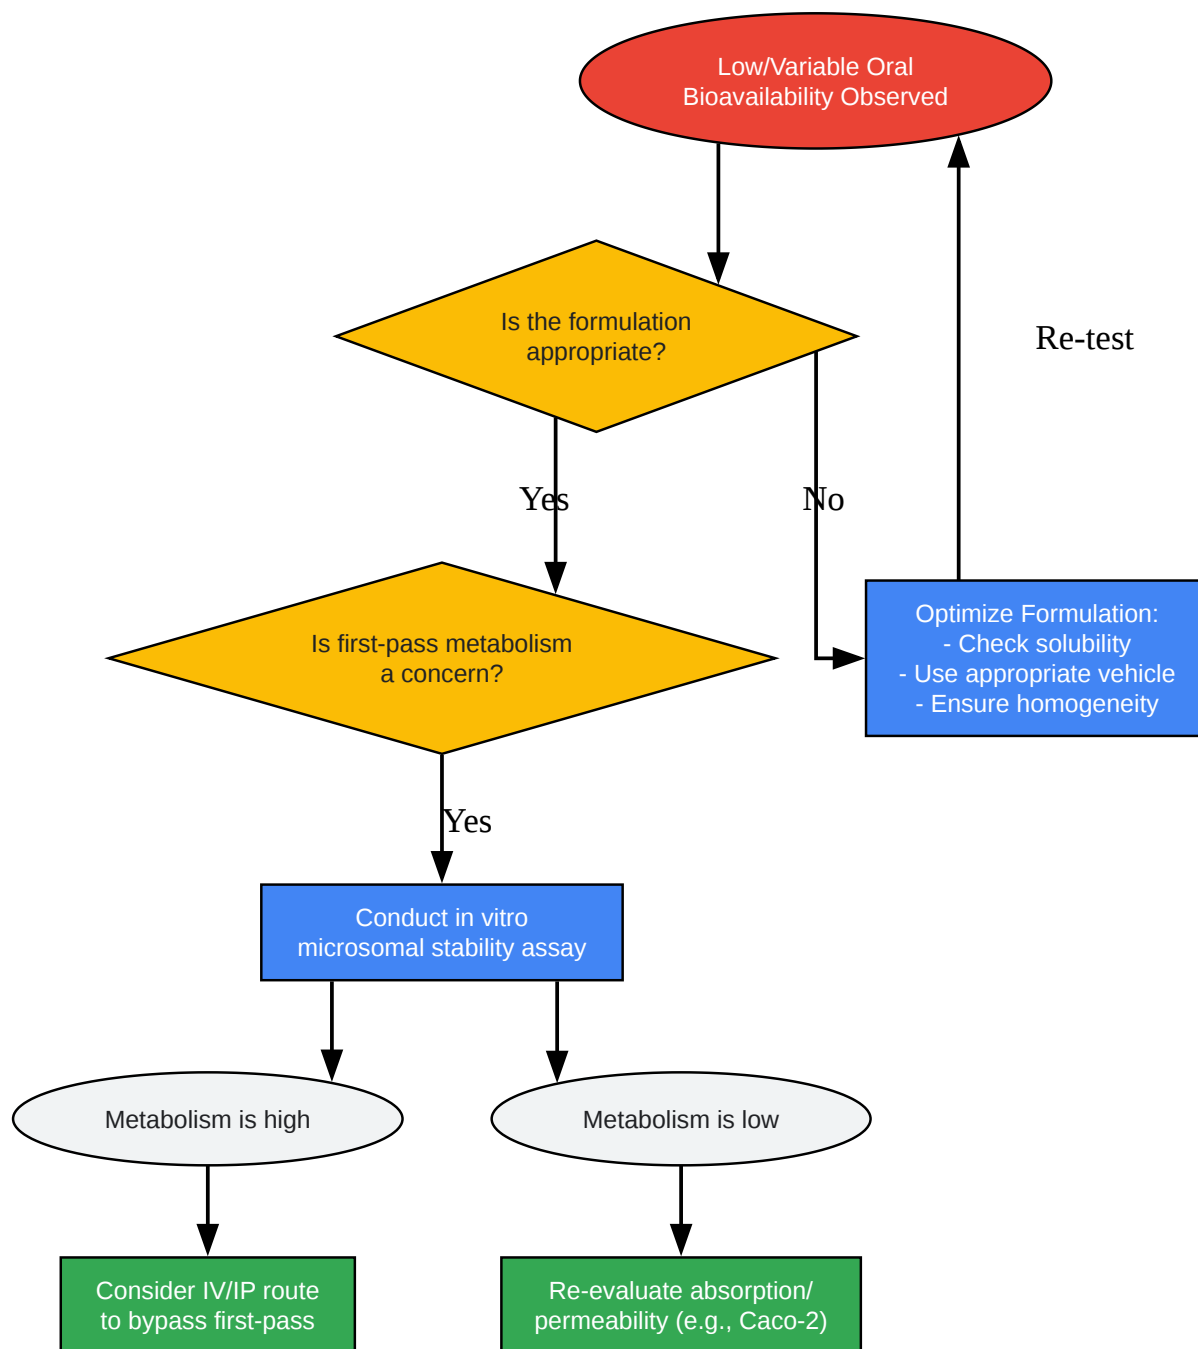 Low/Variable Oral
Bioavailability Observed
Is the formulation
appropriate?
Re-test
Yes
No
Optimize Formulation:
- Check solubility
- Use appropriate vehicle
- Ensure homogeneity
Is first-pass metabolism
a concern?
Yes
Conduct in vitro
microsomal stability assay
Metabolism is high
Metabolism is low
Consider IV/IP route
to bypass first-pass
Re-evaluate absorption/
permeability (e.g., Caco-2)